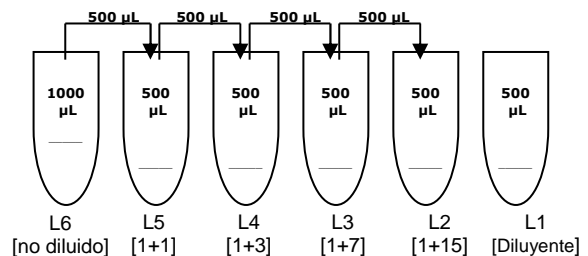 500 µL 500 µL 500 µL 500 µL
1000 500 500 500 500 500
µL µL µL µL µL µL
L6 L5 L4 L3 L2 L1
[no diluido] [1+1] [1+3] [1+7] [1+15] [Diluyente]